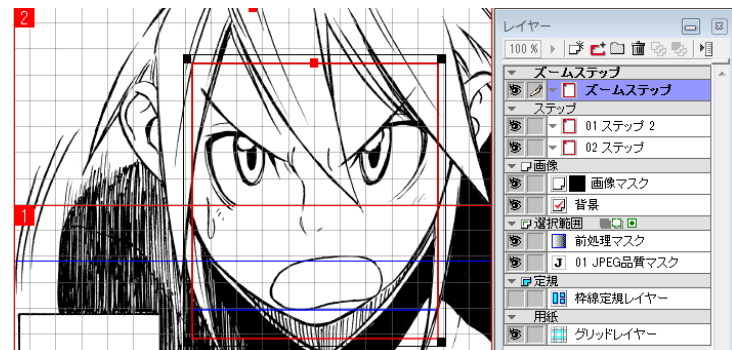 2
1
レイヤー
100 %
ズームステップ
ズームステップ
ステップ
01 ステップ 2
02 ステップ
画像
画像マスク
背景
選択範囲
前処理マスク
J 01 JPEG品質マスク
定規
枠線定規レイヤー
用紙
グリッドレイヤー